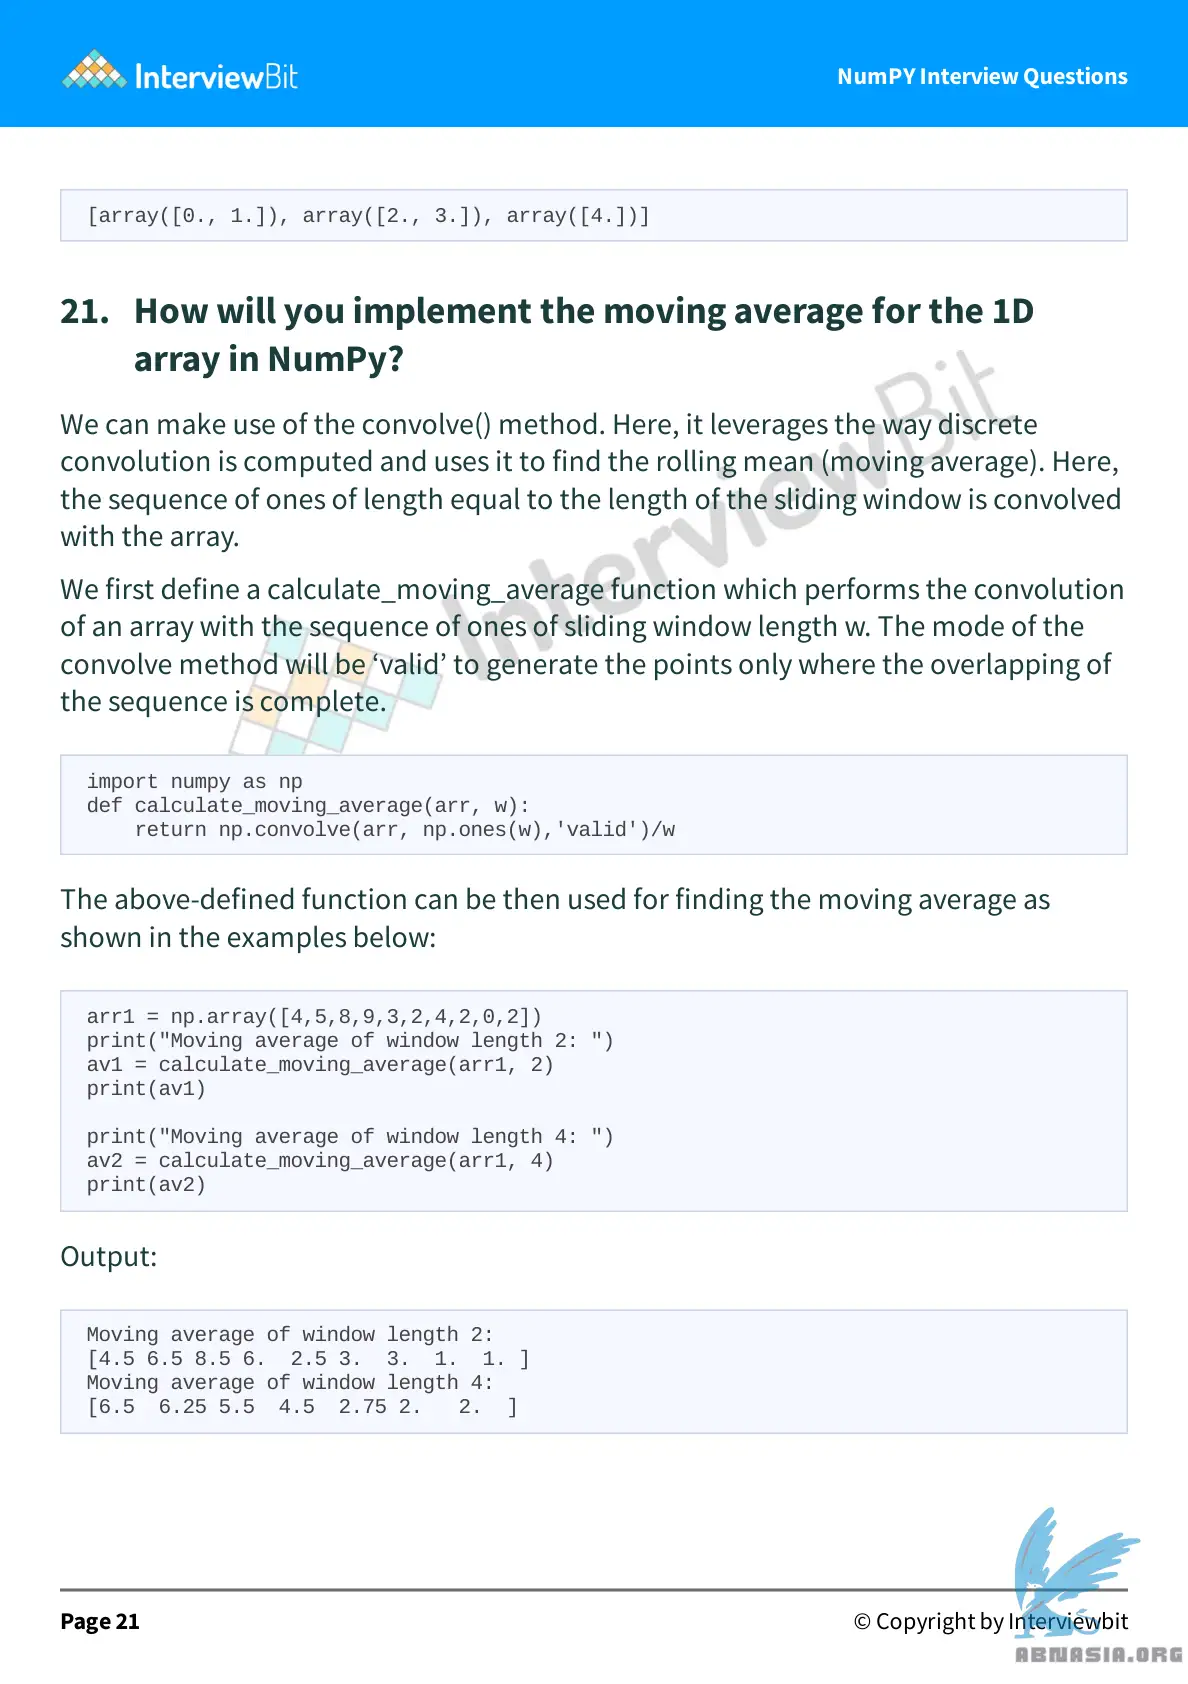 InterviewBit
NumPY Interview Questions
[array([0., 1.]), array([2., 3.]), array([4.])]
21. How will you implement the moving average for the 1D
array in NumPy?
We can make use of the convolve() method. Here, it leverages the way discrete
convolution is computed and uses it to find the rolling mean (moving average). Here,
the sequence of ones of length equal to the length of the sliding window is convolved
with the array.
We first define a calculate_moving_average function which performs the convolution
of an array with the sequence of ones of sliding window length w. The mode of the
convolve method will be ‘valid’ to generate the points only where the overlapping of
the sequence is complete.
InterviewBit
import numpy as np
def calculate_moving_average(arr, w):
    return np.convolve(arr, np.ones(w),'valid')/w
The above-defined function can be then used for finding the moving average as
shown in the examples below:
arr1 = np.array([4,5,8,9,3,2,4,2,0,2])
print("Moving average of window length 2: ")
av1 = calculate_moving_average(arr1, 2)
print(av1)
print("Moving average of window length 4: ")
av2 = calculate_moving_average(arr1, 4)
print(av2)
Output:
Moving average of window length 2:
[4.5 6.5 8.5 6.  2.5 3.  3.  1.  1. ]
Moving average of window length 4:
[6.5  6.25 5.5  4.5  2.75 2.   2.  ]
Page 21
© Copyright by Interviewbit
ABNASIA.ORG